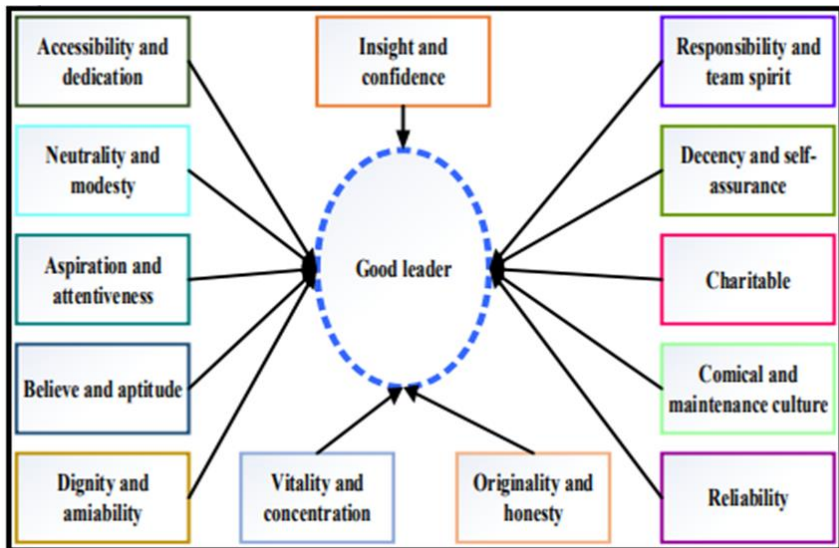 Accessibility and
dedication
Insight and
confidence
Responsibility and
team spirit
Neutrality and
modesty
Decency and self-
assurance
Aspiration and
attentiveness
Good leader
Charitable
Believe and aptitude
Comical and
maintenance culture
Dignity and
amiability
Vitality and
concentration
Originality and
honesty
Reliability